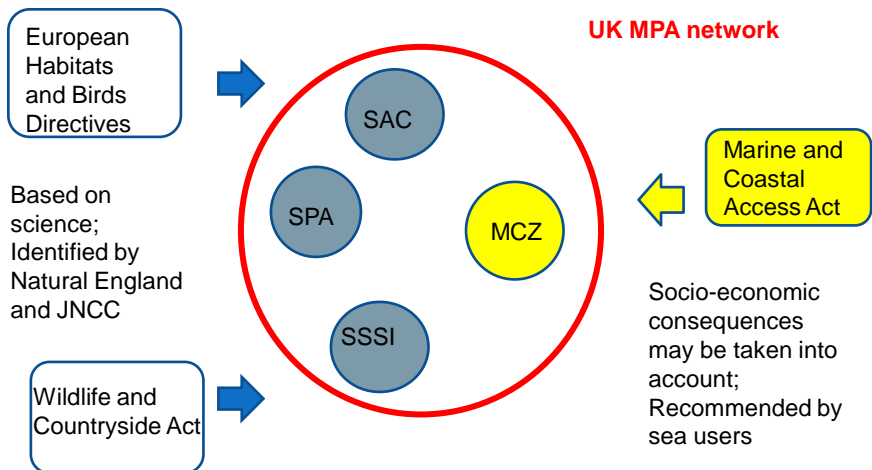 UK MPA network
European
Habitats
and Birds
Directives
SAC
SPA
MCZ
SSSI
Marine and
Coastal
Access Act
Based on
science;
Identified by
Natural England
and JNCC
Socio-economic
consequences
may be taken into
account;
Recommended by
sea users
Wildlife and
Countryside Act